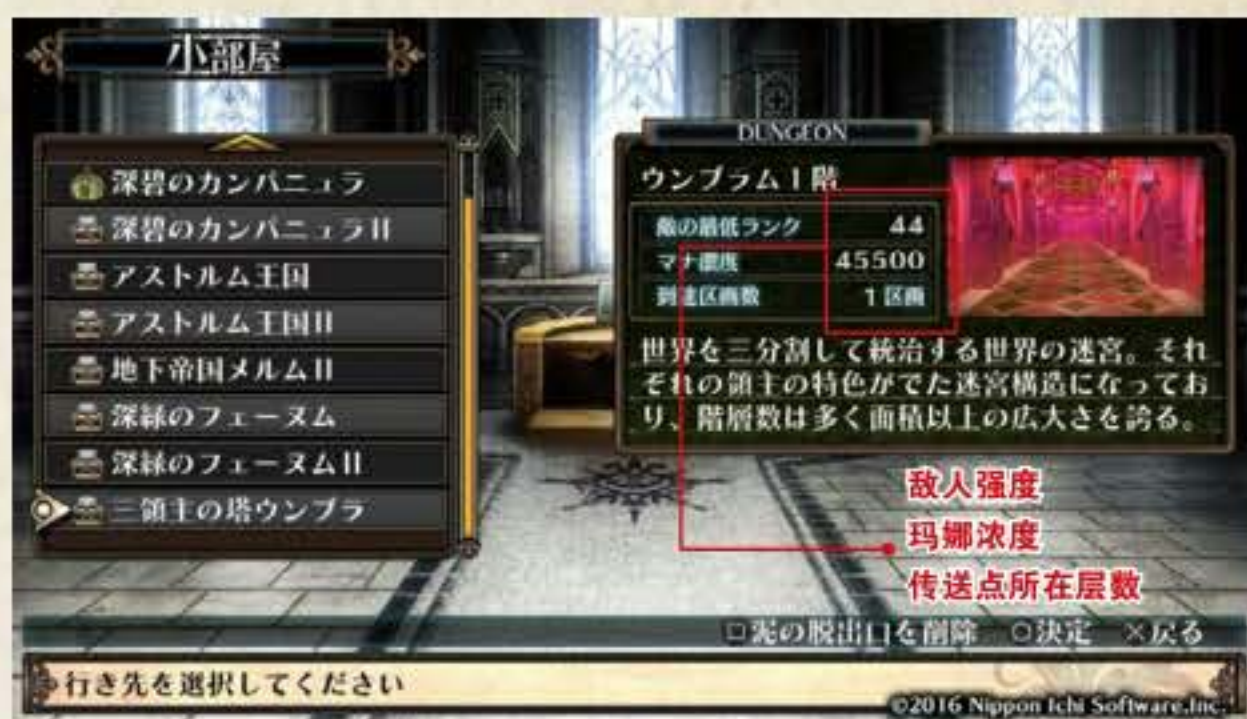 小部屋
深碧のカンパニュラ
深碧のカンパニュラII
アストルム王国
アストルム王国II
地下帝国メルムII
深緑のフェーヌム
深緑のフェーヌムII
三領主の塔ウンブラ
DUNGEON
ウンブラム1階
敵の最低ランク 44
マナ濃度 45500
到達区画数 1区画
世界を三分割して統治する世界の迷宮。それ
ぞれの領主の特色がでた迷宮構造になってお
り、階層数は多く面積以上の広大さを誇る。
敌人强度
玛娜浓度
传送点所在层数
□泥の脱出口を削除 ○決定 ×戻る
行き先を選択してください
©2016 Nippon Ichi Software,Inc.